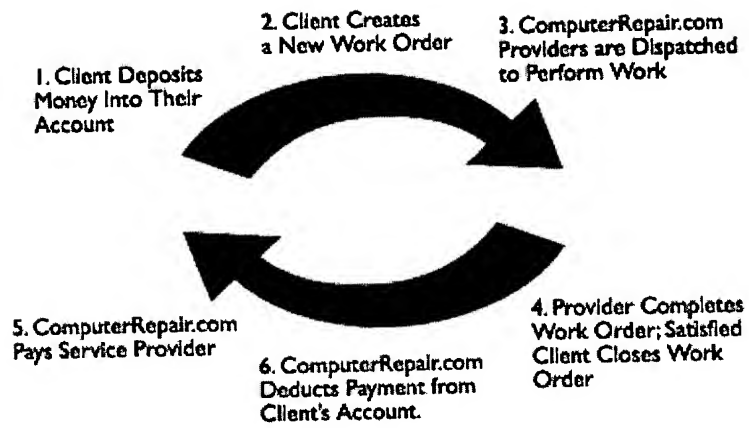 1. Client Deposits
Money Into Their
Account
2. Client Creates
a New Work Order
3. ComputerRepair.com
Providers are Dispatched
to Perform Work
4. Provider Completes
Work Order; Satisfied
Client Closes Work
Order
5. ComputerRepair.com
Pays Service Provider
6. ComputerRepair.com
Deducts Payment from
Client's Account.